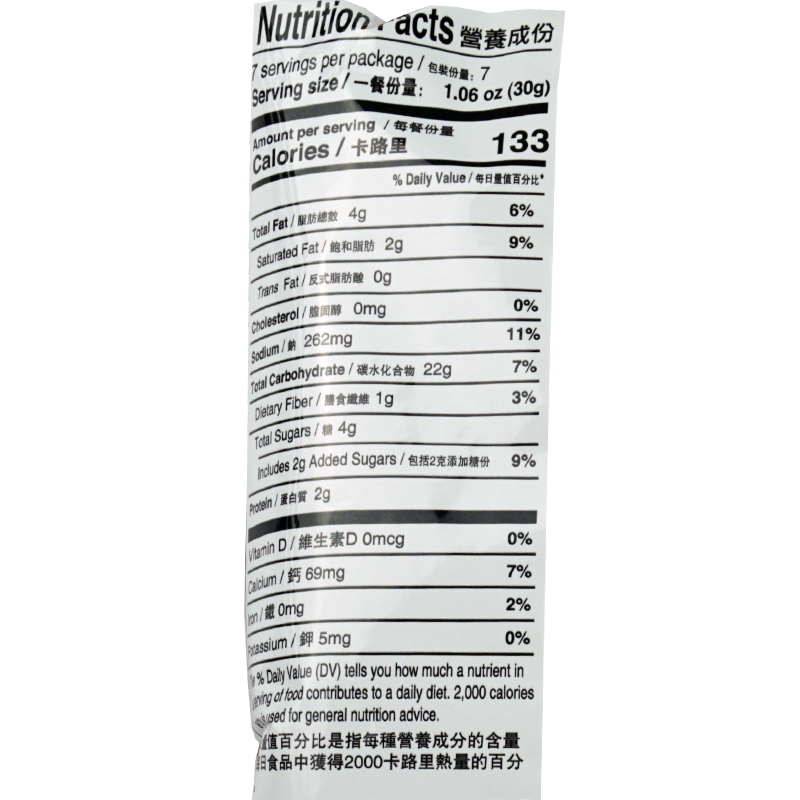 Nutrition Facts 營養成份
7 servings per package / 包裝份量: 7
Serving size / 一餐份量: 1.06 oz (30g)
Amount per serving / 每餐份量
Calories / 卡路里 133
% Daily Value / 每日量值百分比*
Total Fat / 脂肪總數 4g 6%
Saturated Fat / 飽和脂肪 2g 9%
Trans Fat / 反式脂肪酸 0g
Cholesterol / 膽固醇 0mg 0%
Sodium / 鈉 262mg 11%
Total Carbohydrate / 碳水化合物 22g 7%
Dietary Fiber / 膳食纖維 1g 3%
Total Sugars / 糖 4g
Includes 2g Added Sugars / 包括2克添加糖份 9%
Protein / 蛋白質 2g
Vitamin D / 維生素D 0mcg 0%
Calcium / 鈣 69mg 7%
Iron / 鐵 0mg 2%
Potassium / 鉀 5mg 0%
% Daily Value (DV) tells you how much a nutrient in
serving of food contributes to a daily diet. 2,000 calories
used for general nutrition advice.
量值百分比是指每種營養成分的含量
日食品中獲得2000卡路里熱量的百分